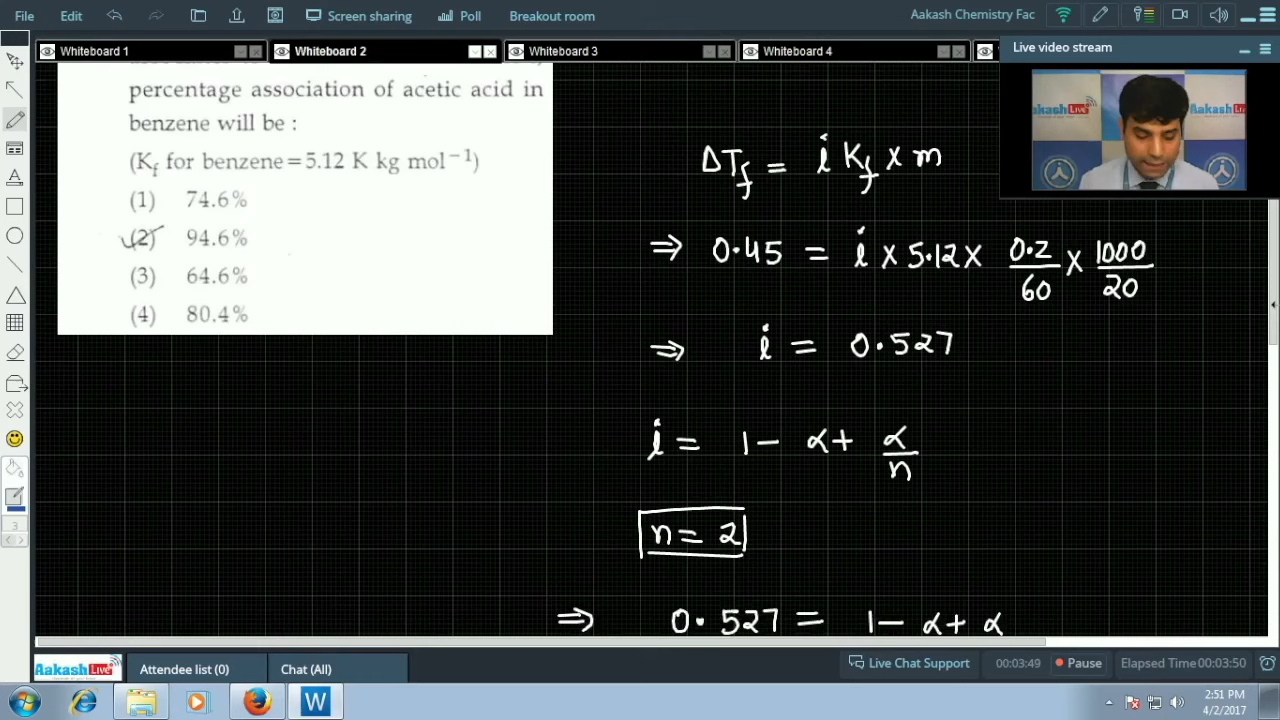 File Edit Screen sharing Poll Breakout room Aakash Chemistry Fac
Whiteboard 1 Whiteboard 2 Whiteboard 3 Whiteboard 4
Live video stream
Aakash Live
percentage association of acetic acid in
benzene will be :
(Kf for benzene = 5.12 K kg mol⁻¹)
(1) 74.6%
(2) 94.6%
(3) 64.6%
(4) 80.4%
ΔTf = i Kf × m
⇒ 0.45 = i × 5.12 × 0.2/60 × 1000/20
⇒ i = 0.527
i = 1 - α + α/n
n = 2
⇒ 0.527 = 1 - α + α
3
Live Chat Support 00:03:49 Pause Elapsed Time 00:03:50
Aakash Live Attendee list (0) Chat (All)
2:51 PM
4/2/2017